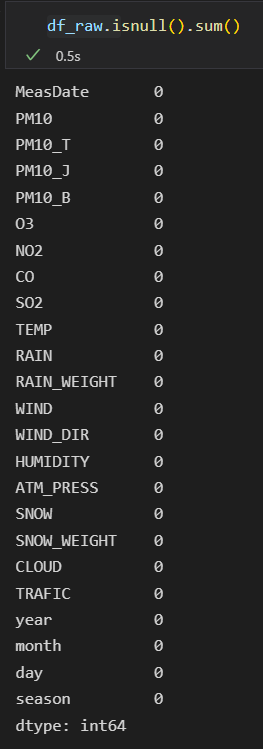 df_raw.isnull().sum()
0.5s
MeasDate 0
PM10 0
PM10_T 0
PM10_J 0
PM10_B 0
O3 0
NO2 0
CO 0
SO2 0
TEMP 0
RAIN 0
RAIN_WEIGHT 0
WIND 0
WIND_DIR 0
HUMIDITY 0
ATM_PRESS 0
SNOW 0
SNOW_WEIGHT 0
CLOUD 0
TRAFIC 0
year 0
month 0
day 0
season 0
dtype: int64